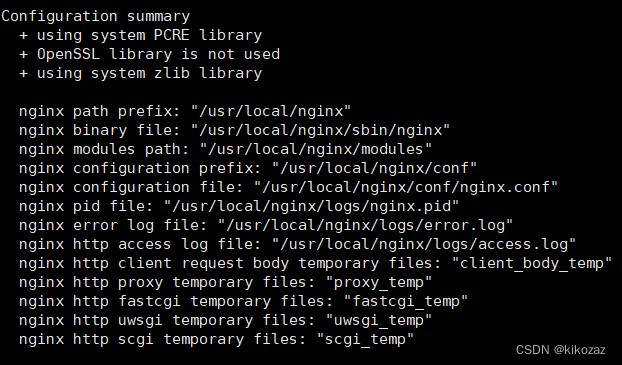 Configuration summary
+ using system PCRE library
+ OpenSSL library is not used
+ using system zlib library
nginx path prefix: "/usr/local/nginx"
nginx binary file: "/usr/local/nginx/sbin/nginx"
nginx modules path: "/usr/local/nginx/modules"
nginx configuration prefix: "/usr/local/nginx/conf"
nginx configuration file: "/usr/local/nginx/conf/nginx.conf"
nginx pid file: "/usr/local/nginx/logs/nginx.pid"
nginx error log file: "/usr/local/nginx/logs/error.log"
nginx http access log file: "/usr/local/nginx/logs/access.log"
nginx http client request body temporary files: "client_body_temp"
nginx http proxy temporary files: "proxy_temp"
nginx http fastcgi temporary files: "fastcgi_temp"
nginx http uwsgi temporary files: "uwsgi_temp"
nginx http scgi temporary files: "scgi_temp"
CSDN @kikozaz